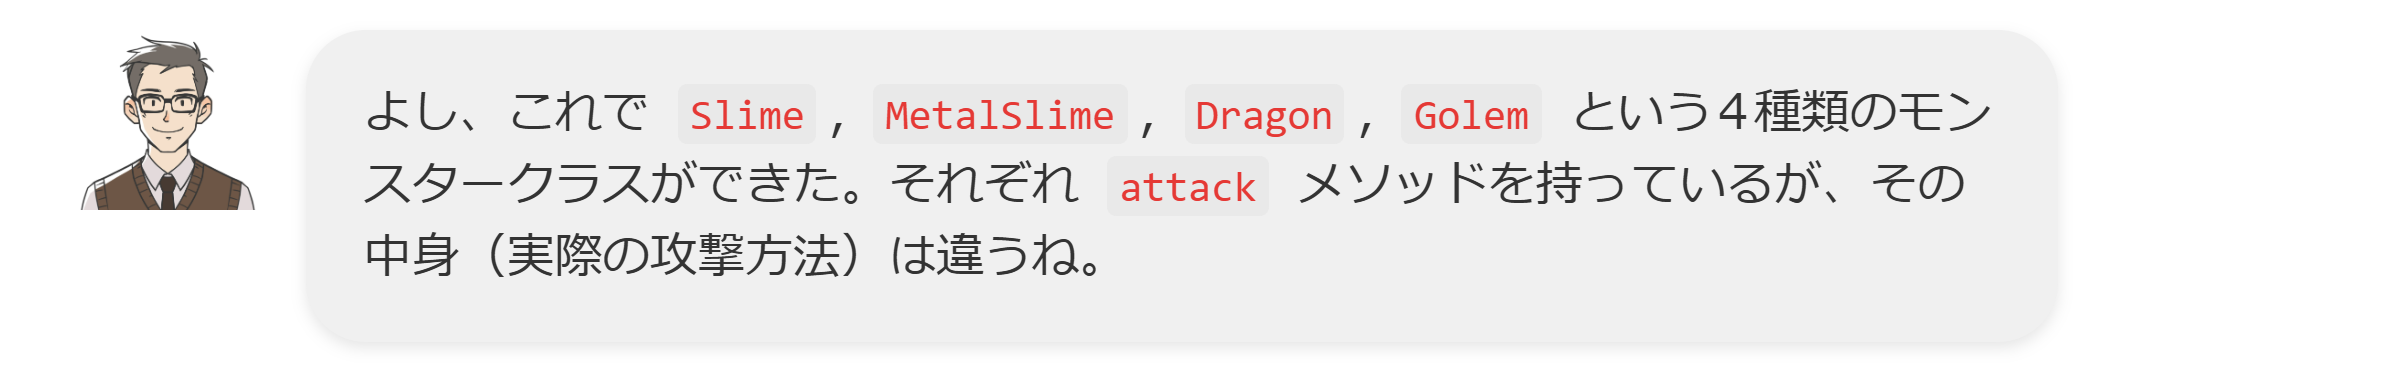 よし、これで Slime , MetalSlime , Dragon , Golem という４種類のモン
スタークラスができた。それぞれ attack メソッドを持っているが、その
中身（実際の攻撃方法）は違うね。